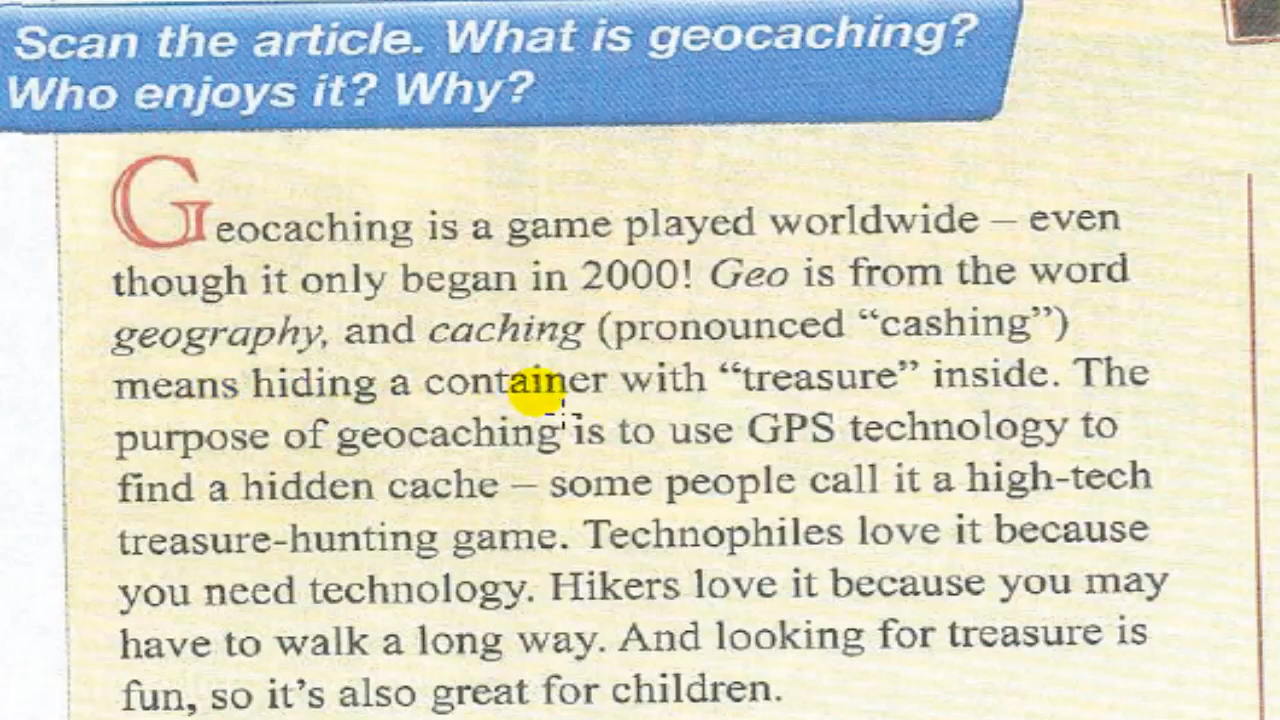 Scan the article. What is geocaching?
Who enjoys it? Why?
Geocaching is a game played worldwide – even
though it only began in 2000! Geo is from the word
geography, and caching (pronounced “cashing”)
means hiding a container with “treasure” inside. The
purpose of geocaching is to use GPS technology to
find a hidden cache – some people call it a high-tech
treasure-hunting game. Technophiles love it because
you need technology. Hikers love it because you may
have to walk a long way. And looking for treasure is
fun, so it’s also great for children.